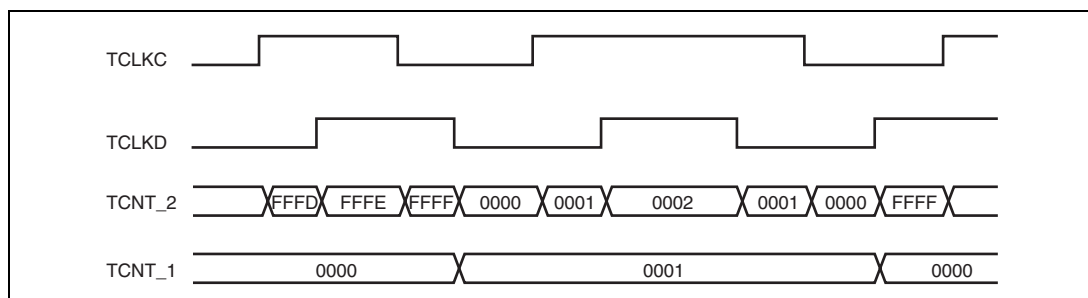 TCLKC
TCLKD
TCNT_2 FFFD FFFE FFFF 0000 0001 0002 0001 0000 FFFF
TCNT_1 0000 0001 0000